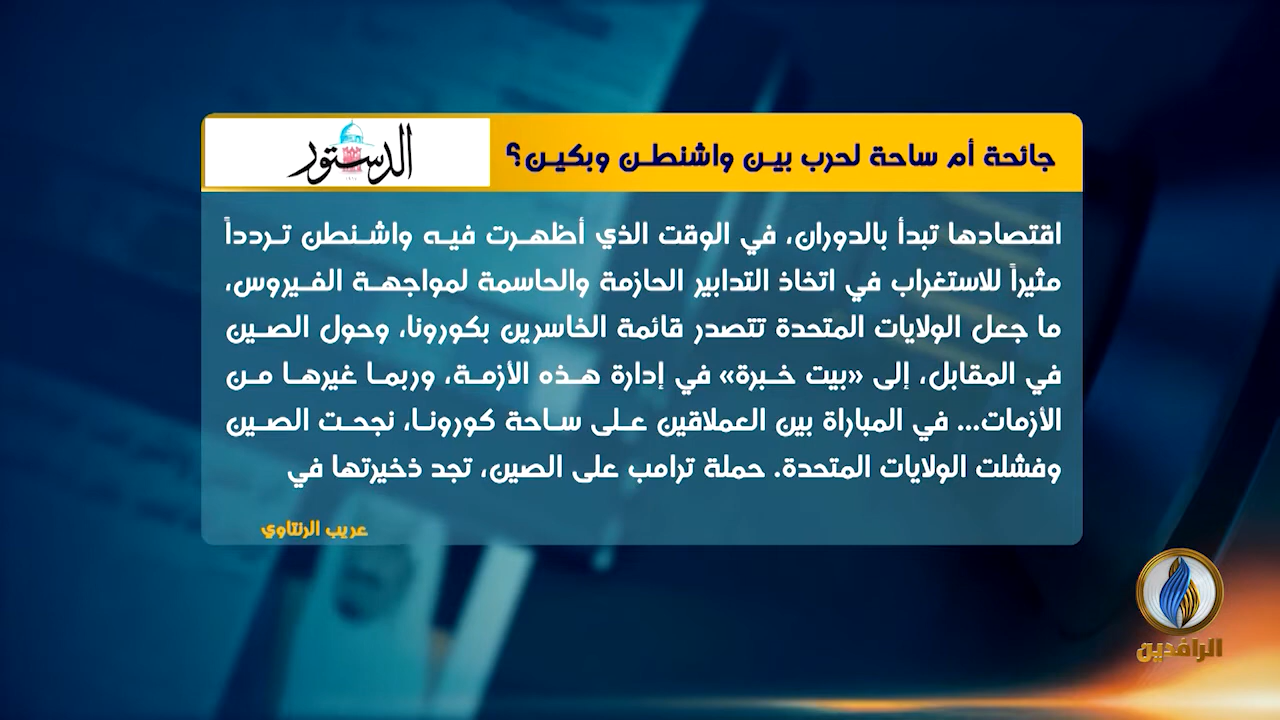 جائحة أم ساحة لحرب بين واشنطن وبكين؟
الدستور
اقتصادها تبدأ بالدوران، في الوقت الذي أظهرت فيه واشنطن تردداً
مثيراً للاستغراب في اتخاذ التدابير الحازمة والحاسمة لمواجهة الفيروس،
ما جعل الولايات المتحدة تتصدر قائمة الخاسرين بكورونا، وحول الصين
في المقابل، إلى «بيت خبرة» في إدارة هذه الأزمة، وربما غيرها من
الأزمات... في المباراة بين العملاقين على ساحة كورونا، نجحت الصين
وفشلت الولايات المتحدة. حملة ترامب على الصين، تجد ذخيرتها في
عريب الرنتاوي
الرافدين